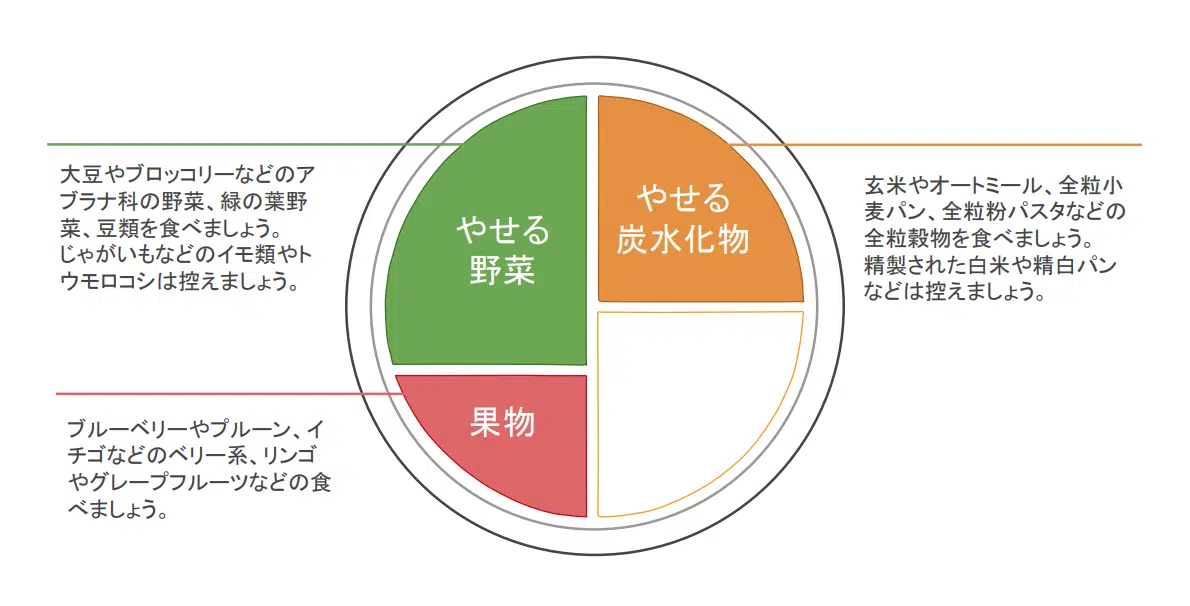 大豆やブロッコリーなどのア
ブラナ科の野菜、緑の葉野
菜、豆類を食べましょう。
じゃがいもなどのイモ類やト
ウモロコシは控えましょう。
やせる
野菜
やせる
炭水化物
玄米やオートミール、全粒小
麦パン、全粒粉パスタなどの
全粒穀物を食べましょう。
精製された白米や精白パン
などは控えましょう。
ブルーベリーやプルーン、イ
チゴなどのベリー系、リンゴ
やグレープフルーツなどの食
べましょう。
果物